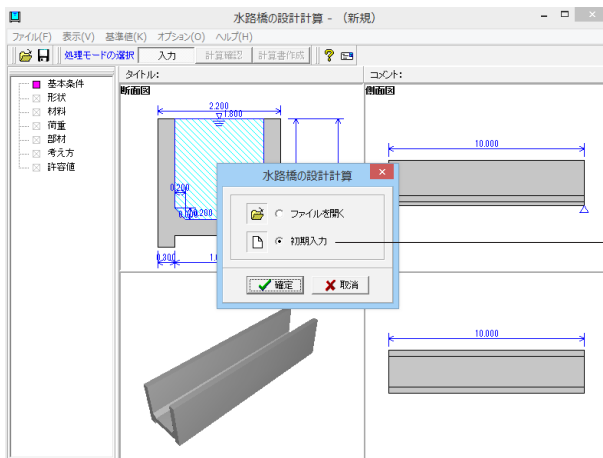 水路橋の設計計算 - （新規）
ファイル(F) 表示(V) 基準値(K) オプション(O) ヘルプ(H)
処理モードの選択 入力 計算確認 計算書作成
基本条件
形状
材料
荷重
部材
考え方
許容値
タイトル:
コメント:
断面図
側面図
2.200
1.800
0.200
0.200
0.300
10.000
水路橋の設計計算
ファイルを開く
初期入力
確定 取消
10.000